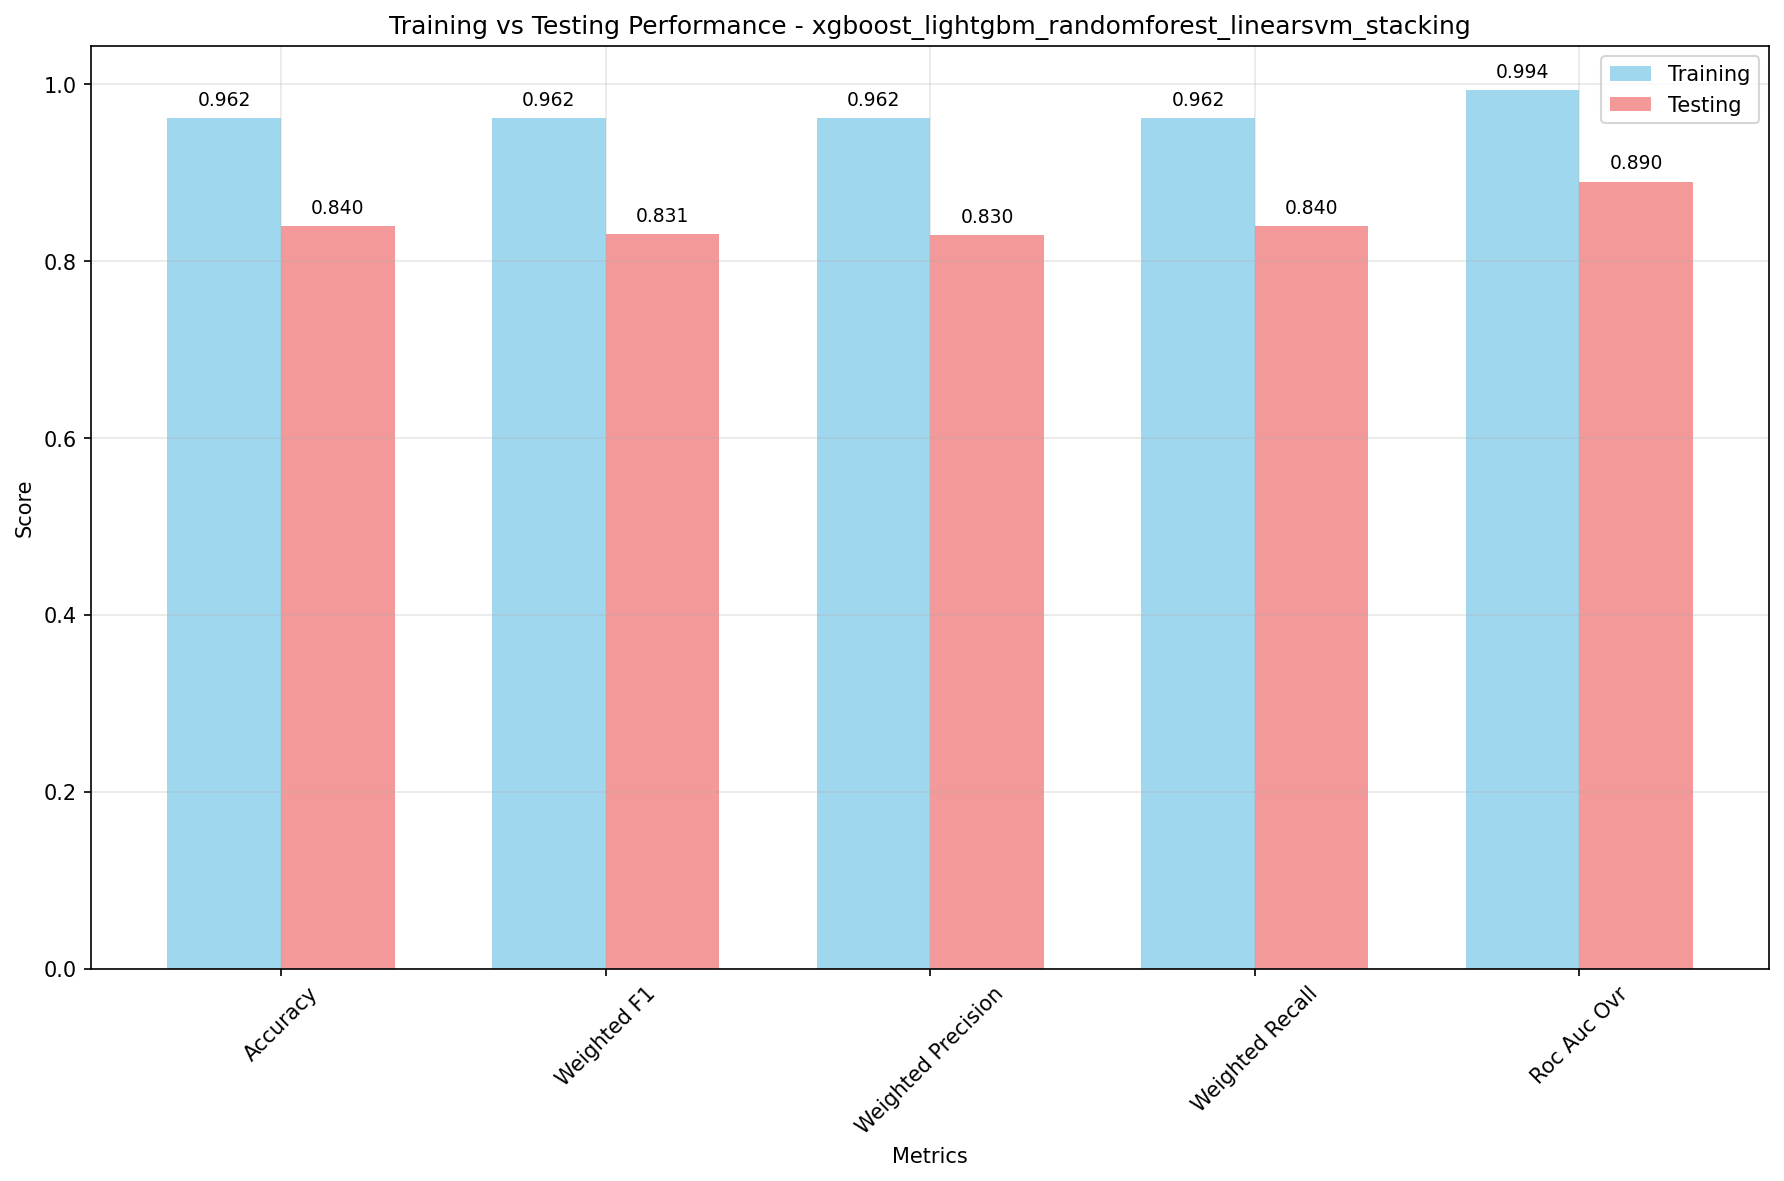 Training vs Testing Performance - xgboost_lightgbm_randomforest_linearsvm_stacking
Training
Testing
0.962
0.840
0.962
0.831
0.962
0.830
0.962
0.840
0.994
0.890
1.0
0.8
0.6
0.4
0.2
0.0
Score
Accuracy
Weighted F1
Weighted Precision
Weighted Recall
Roc Auc Ovr
Metrics